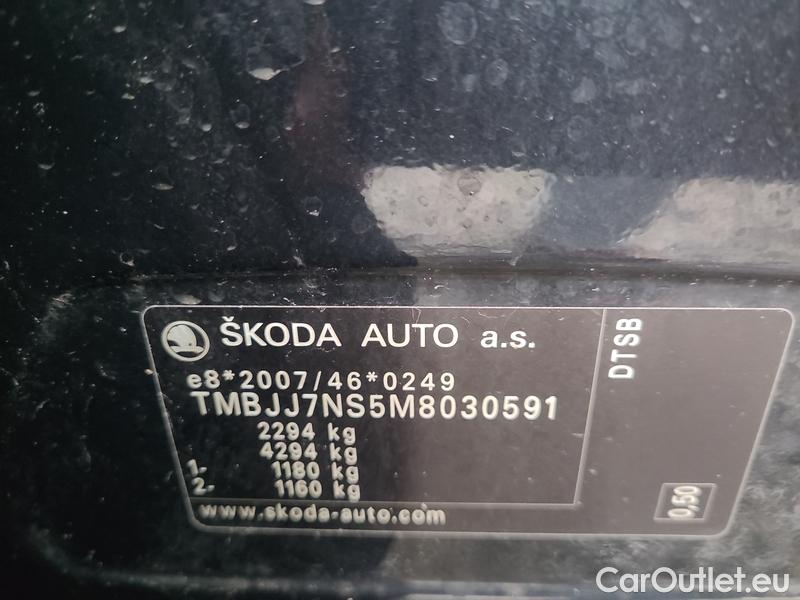 ŠKODA AUTO a.s.
e8*2007/46*0249
TMBJJ7NS5M8030591
2294 kg
4294 kg
1- 1180 kg
2- 1160 kg
www.skoda-auto.com
DTSB
0,50
CarOutlet.eu